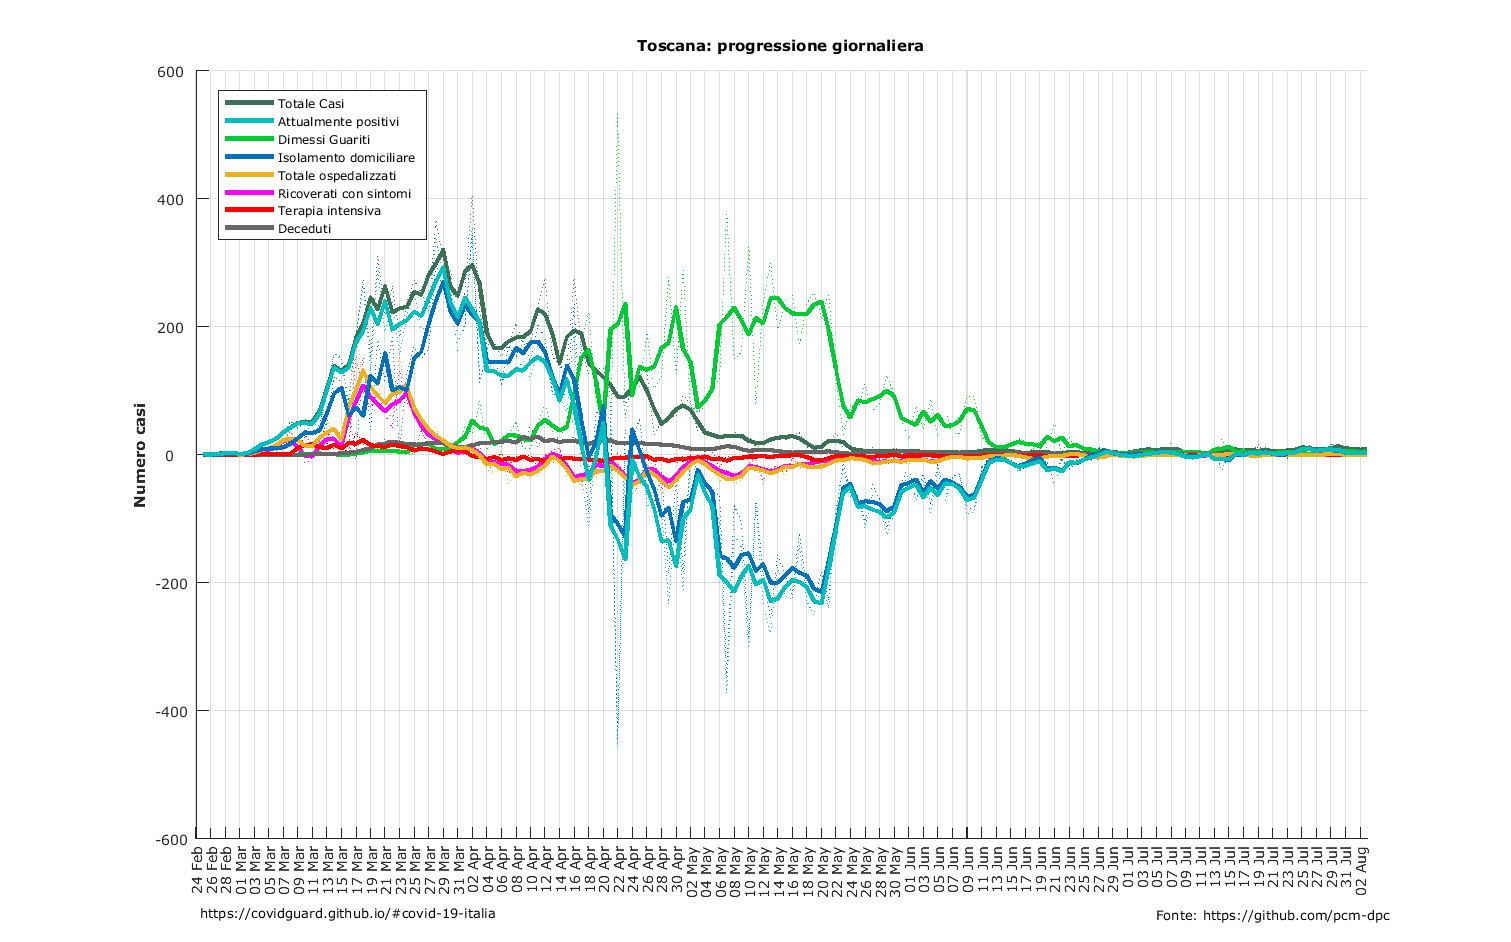 Toscana: progressione giornaliera
Numero casi
600
400
200
0
-200
-400
-600
Totale Casi
Attualmente positivi
Dimessi Guariti
Isolamento domiciliare
Totale ospedalizzati
Ricoverati con sintomi
Terapia intensiva
Deceduti
24 Feb
26 Feb
28 Feb
01 Mar
03 Mar
05 Mar
07 Mar
09 Mar
11 Mar
13 Mar
15 Mar
17 Mar
19 Mar
21 Mar
23 Mar
25 Mar
27 Mar
29 Mar
31 Mar
02 Apr
04 Apr
06 Apr
08 Apr
10 Apr
12 Apr
14 Apr
16 Apr
18 Apr
20 Apr
22 Apr
24 Apr
26 Apr
28 Apr
30 Apr
02 May
04 May
06 May
08 May
10 May
12 May
14 May
16 May
18 May
20 May
22 May
24 May
26 May
28 May
30 May
01 Jun
03 Jun
05 Jun
07 Jun
09 Jun
11 Jun
13 Jun
15 Jun
17 Jun
19 Jun
21 Jun
23 Jun
25 Jun
27 Jun
29 Jun
01 Jul
03 Jul
05 Jul
07 Jul
09 Jul
11 Jul
13 Jul
15 Jul
17 Jul
19 Jul
21 Jul
23 Jul
25 Jul
27 Jul
29 Jul
31 Jul
02 Aug
https://covidguard.github.io/#covid-19-italia
Fonte: https://github.com/pcm-dpc